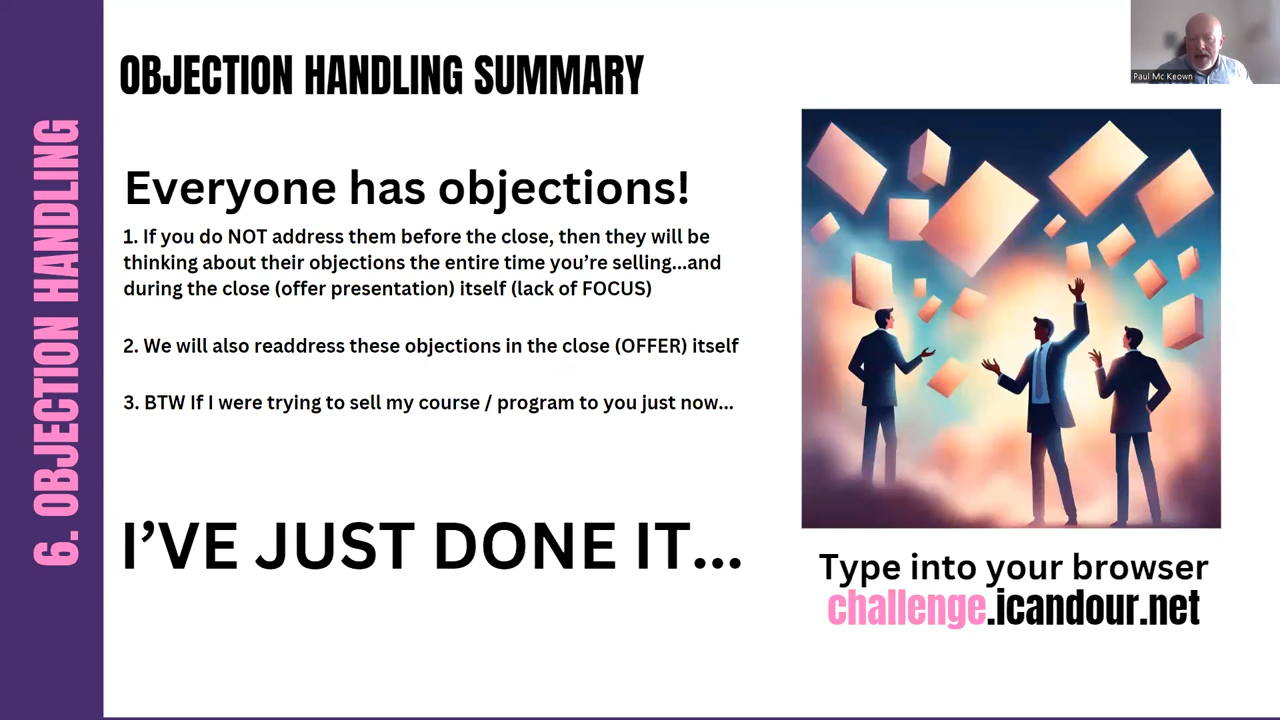 6. OBJECTION HANDLING
OBJECTION HANDLING SUMMARY
Paul Mc Keown
Everyone has objections!
1. If you do NOT address them before the close, then they will be
thinking about their objections the entire time you’re selling...and
during the close (offer presentation) itself (lack of FOCUS)
2. We will also readdress these objections in the close (OFFER) itself
3. BTW If I were trying to sell my course / program to you just now...
I’VE JUST DONE IT...
Type into your browser
challenge.icandour.net